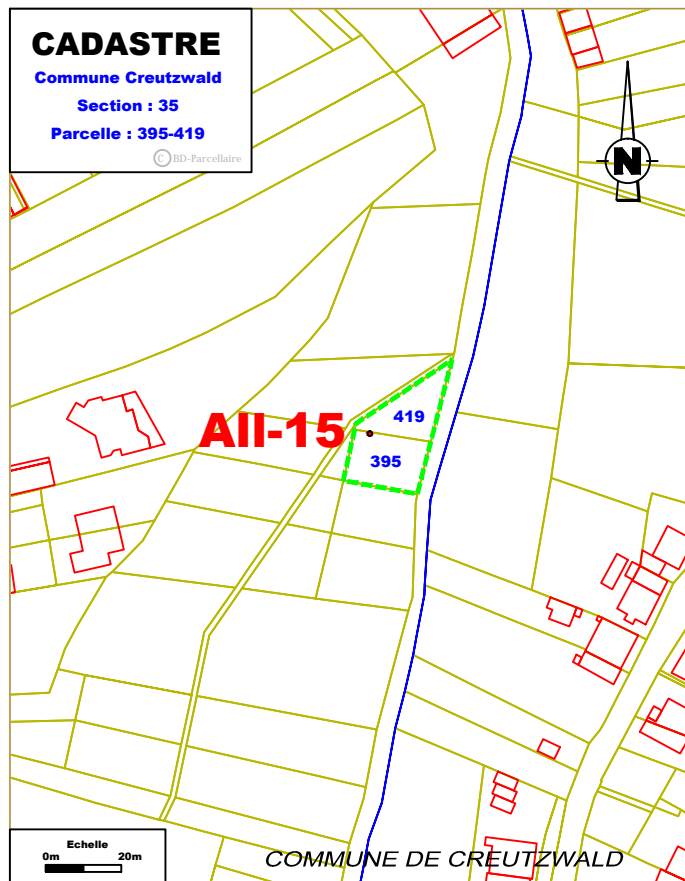 CADASTRE
Commune Creutzwald
Section : 35
Parcelle : 395-419
C BD-Parcellaire
N
419
All-15
395
Echelle
0m 20m
COMMUNE DE CREUTZWALD